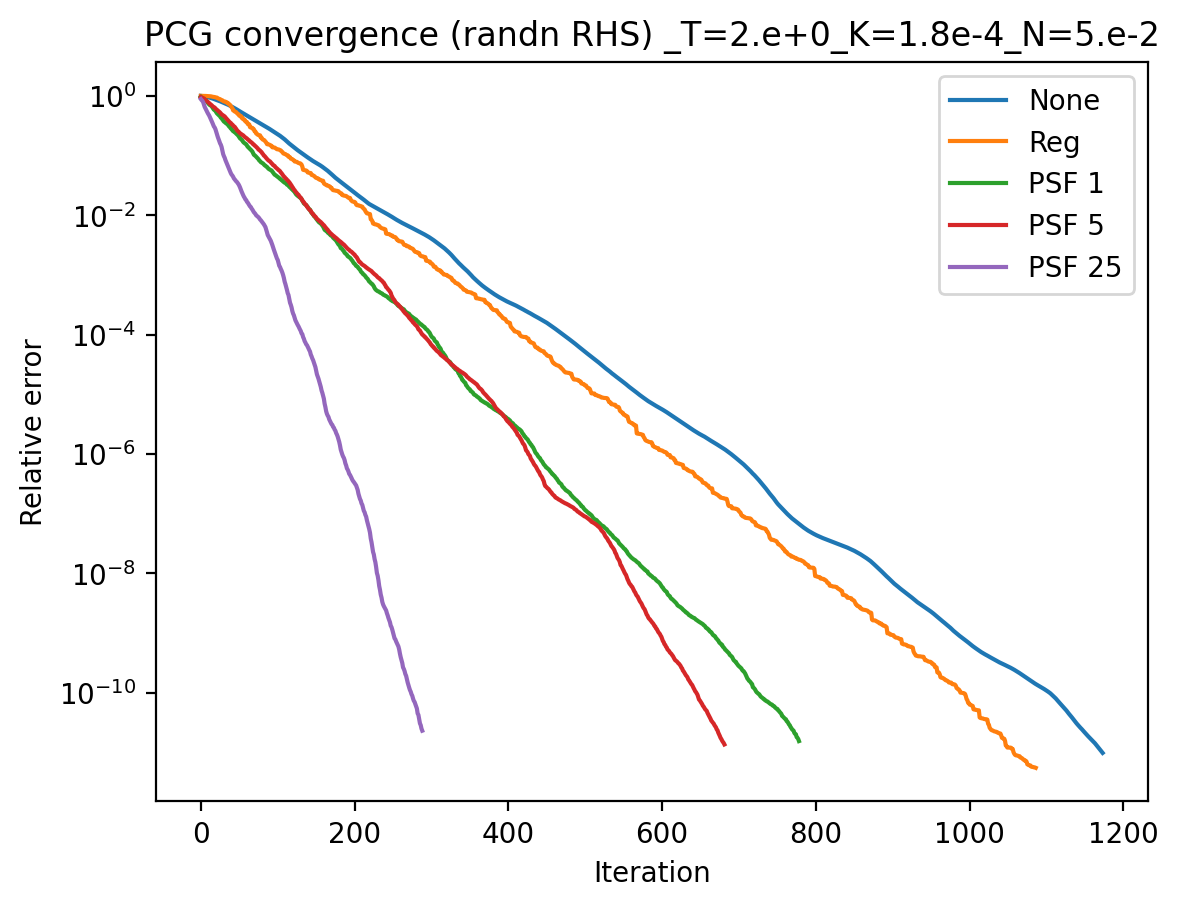 PCG convergence (randn RHS) _T=2.e+0_K=1.8e-4_N=5.e-2
None
Reg
PSF 1
PSF 5
PSF 25
Relative error
10⁰
10⁻²
10⁻⁴
10⁻⁶
10⁻⁸
10⁻¹⁰
0 200 400 600 800 1000 1200
Iteration